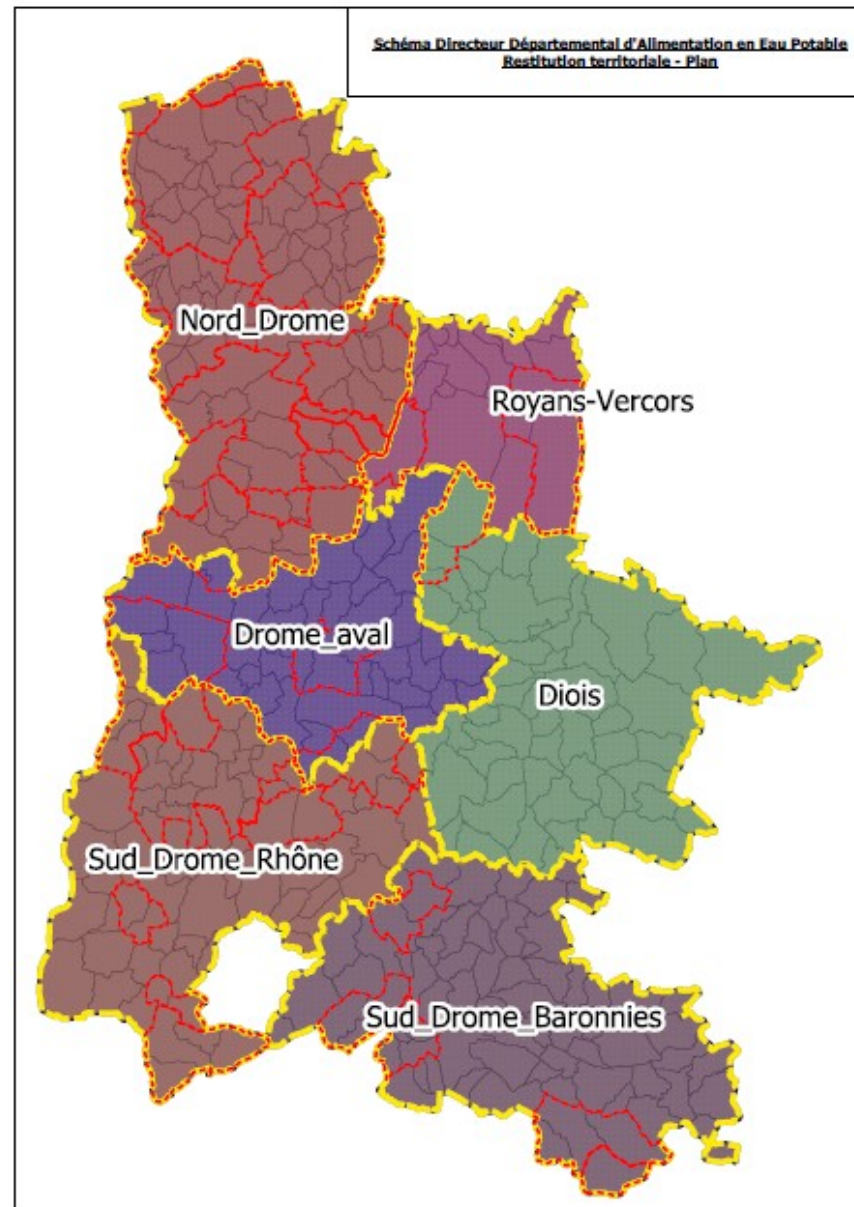 Schéma Directeur Départemental d'Alimentation en Eau Potable
Restitution territoriale - Plan
Nord_Drome
Royans-Vercors
Drome_aval
Diois
Sud_Drome_Rhône
Sud_Drome_Baronnies